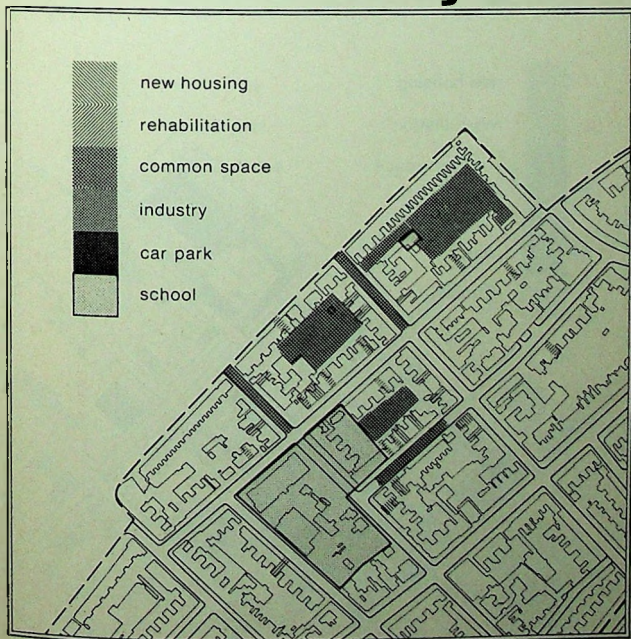 new housing
rehabilitation
common space
industry
car park
school